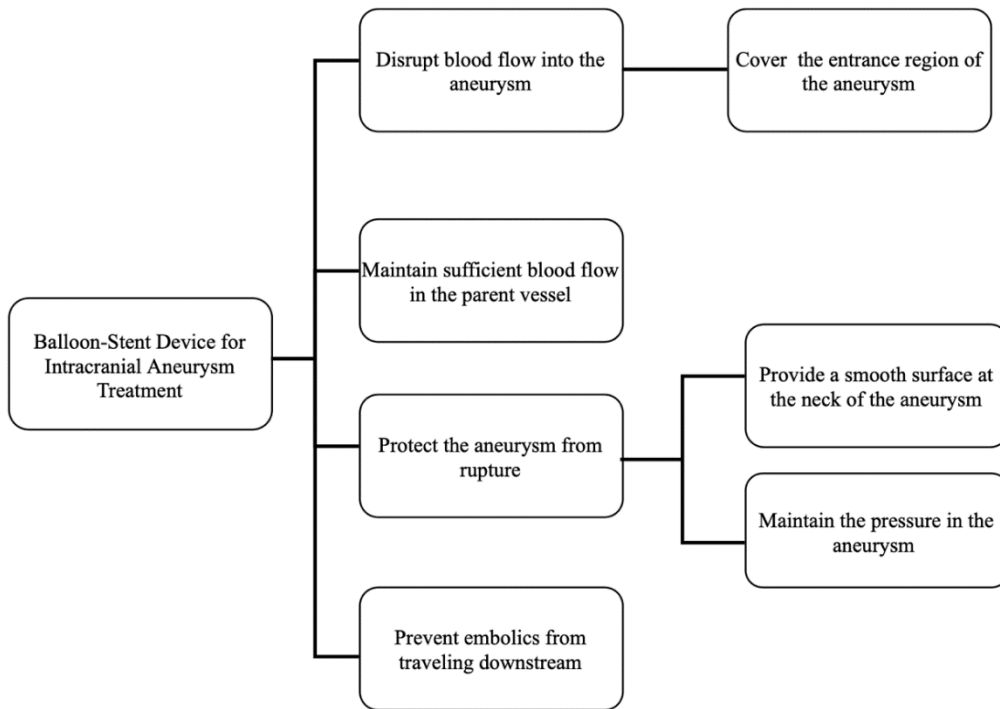 Disrupt blood flow into the
aneurysm
Cover the entrance region of
the aneurysm
Maintain sufficient blood flow
in the parent vessel
Balloon-Stent Device for
Intracranial Aneurysm
Treatment
Provide a smooth surface at
the neck of the aneurysm
Protect the aneurysm from
rupture
Maintain the pressure in the
aneurysm
Prevent embolics from
traveling downstream